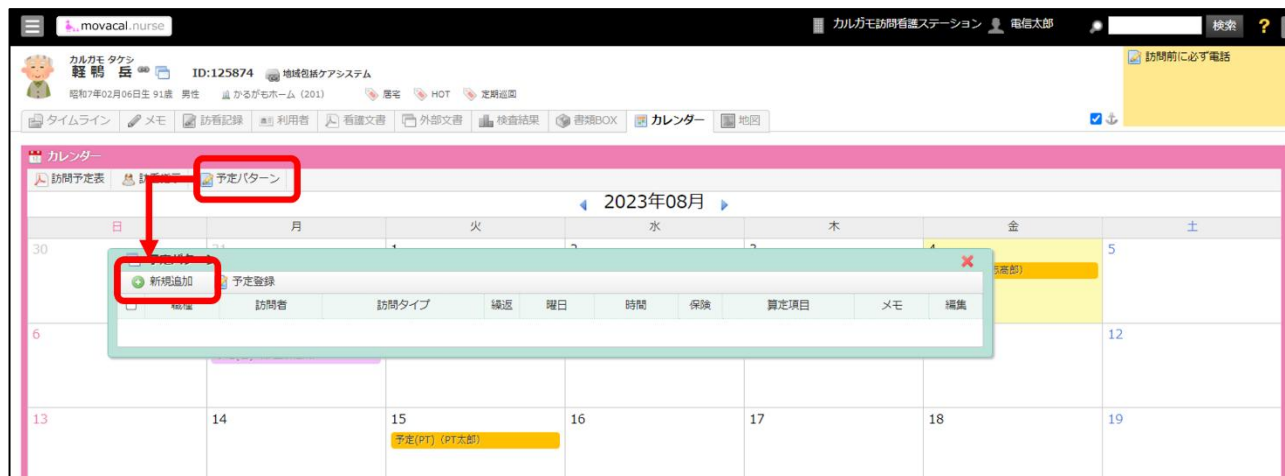 movacal.nurse カルガモ訪問看護ステーション 電信太郎 検索 ?
カルガモ タケシ
軽鴨 岳 ID:125874 地域包括ケアシステム
訪問前に必ず電話
昭和7年02月06日生 91歳 男性 かるがもホーム (201) 居宅 HOT 定期巡回
タイムライン メモ 訪看記録 利用者 看護文書 外部文書 検査結果 書類BOX カレンダー 地図
カレンダー
訪問予定表 訪看指示 予定パターン
2023年08月
日 月 火 水 木 金 土
30 5
予定パターン
新規追加 予定登録
職種 訪問者 訪問タイプ 繰返 曜日 時間 保険 算定項目 メモ 編集
6 12
13 14 15 16 17 18 19
予定(PT) (PT太郎)